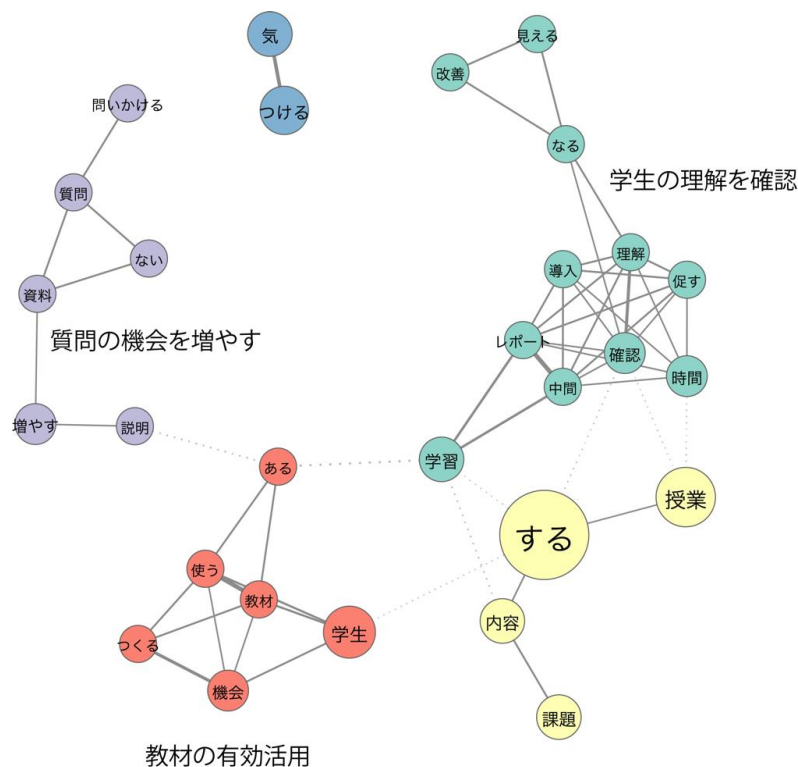 気
つける
見える
改善
なる
問いかける
質問
ない
資料
質問の機会を増やす
増やす
説明
学生の理解を確認
理解
導入
促す
レポート
確認
中間
時間
学習
授業
する
内容
課題
ある
使う
教材
学生
つくる
機会
教材の有効活用